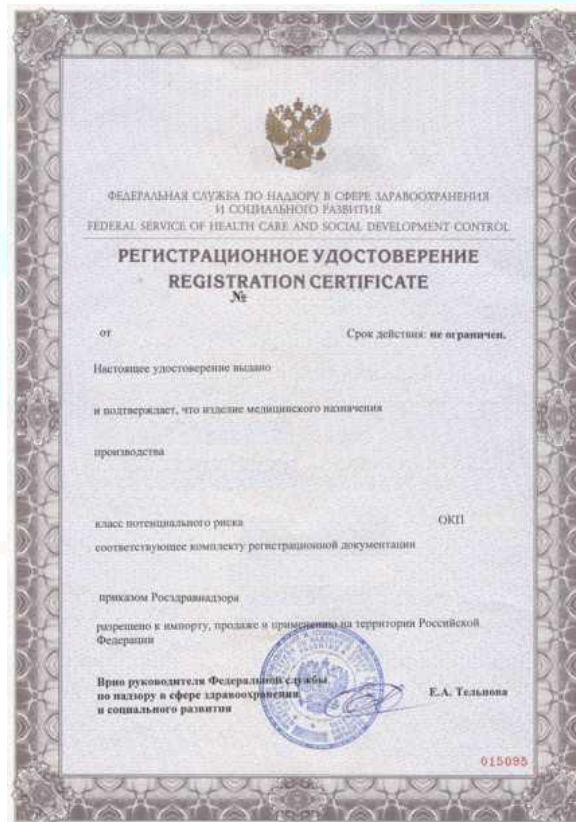 ФЕДЕРАЛЬНАЯ СЛУЖБА ПО НАДЗОРУ В СФЕРЕ ЗДРАВООХРАНЕНИЯ
И СОЦИАЛЬНОГО РАЗВИТИЯ
FEDERAL SERVICE OF HEALTH CARE AND SOCIAL DEVELOPMENT CONTROL
РЕГИСТРАЦИОННОЕ УДОСТОВЕРЕНИЕ
REGISTRATION CERTIFICATE
№
от Срок действия: не ограничен.
Настоящее удостоверение выдано
и подтверждает, что изделие медицинского назначения
производства
класс потенциального риска ОКП
соответствующее комплекту регистрационной документации
приказом Росздравнадзора
разрешено к импорту, продаже и применению на территории Российской
Федерации
Врио руководителя Федеральной службы
по надзору в сфере здравоохранения
и социального развития
Е.А. Тельнова
015095